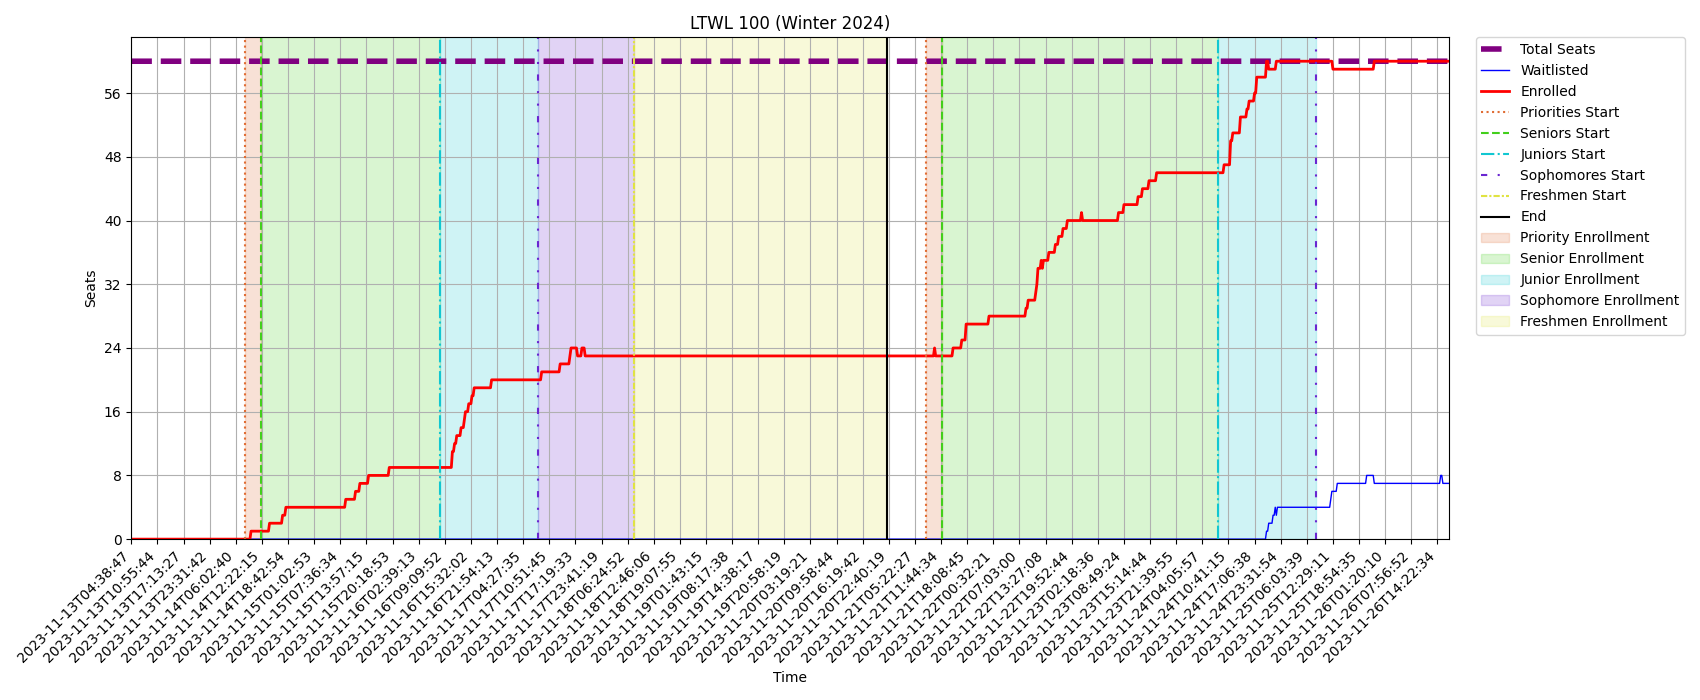 LTWL 100 (Winter 2024)
Seats
56
48
40
32
24
16
8
0
2023-11-13T04:38:47
2023-11-13T10:55:44
2023-11-13T17:13:27
2023-11-13T23:31:42
2023-11-14T06:02:40
2023-11-14T12:22:15
2023-11-14T18:42:54
2023-11-15T01:02:53
2023-11-15T07:36:34
2023-11-15T13:57:15
2023-11-15T20:18:53
2023-11-16T02:39:13
2023-11-16T09:09:52
2023-11-16T15:32:02
2023-11-16T21:54:13
2023-11-17T04:27:35
2023-11-17T10:51:45
2023-11-17T17:19:33
2023-11-17T23:41:19
2023-11-18T06:24:52
2023-11-18T12:46:06
2023-11-18T19:07:55
2023-11-19T01:43:15
2023-11-19T08:17:38
2023-11-19T14:38:17
2023-11-19T20:58:19
2023-11-20T03:19:21
2023-11-20T09:58:44
2023-11-20T16:19:42
2023-11-20T22:40:19
2023-11-21T05:22:27
2023-11-21T11:44:34
2023-11-21T18:08:45
2023-11-22T00:32:21
2023-11-22T07:03:00
2023-11-22T13:27:08
2023-11-22T19:52:44
2023-11-23T02:18:36
2023-11-23T08:49:24
2023-11-23T15:14:44
2023-11-23T21:39:55
2023-11-24T04:05:57
2023-11-24T10:41:15
2023-11-24T17:06:38
2023-11-24T23:31:54
2023-11-25T06:03:39
2023-11-25T12:29:11
2023-11-25T18:54:35
2023-11-26T01:20:10
2023-11-26T07:56:52
2023-11-26T14:22:34
Time
Total Seats
Waitlisted
Enrolled
Priorities Start
Seniors Start
Juniors Start
Sophomores Start
Freshmen Start
End
Priority Enrollment
Senior Enrollment
Junior Enrollment
Sophomore Enrollment
Freshmen Enrollment